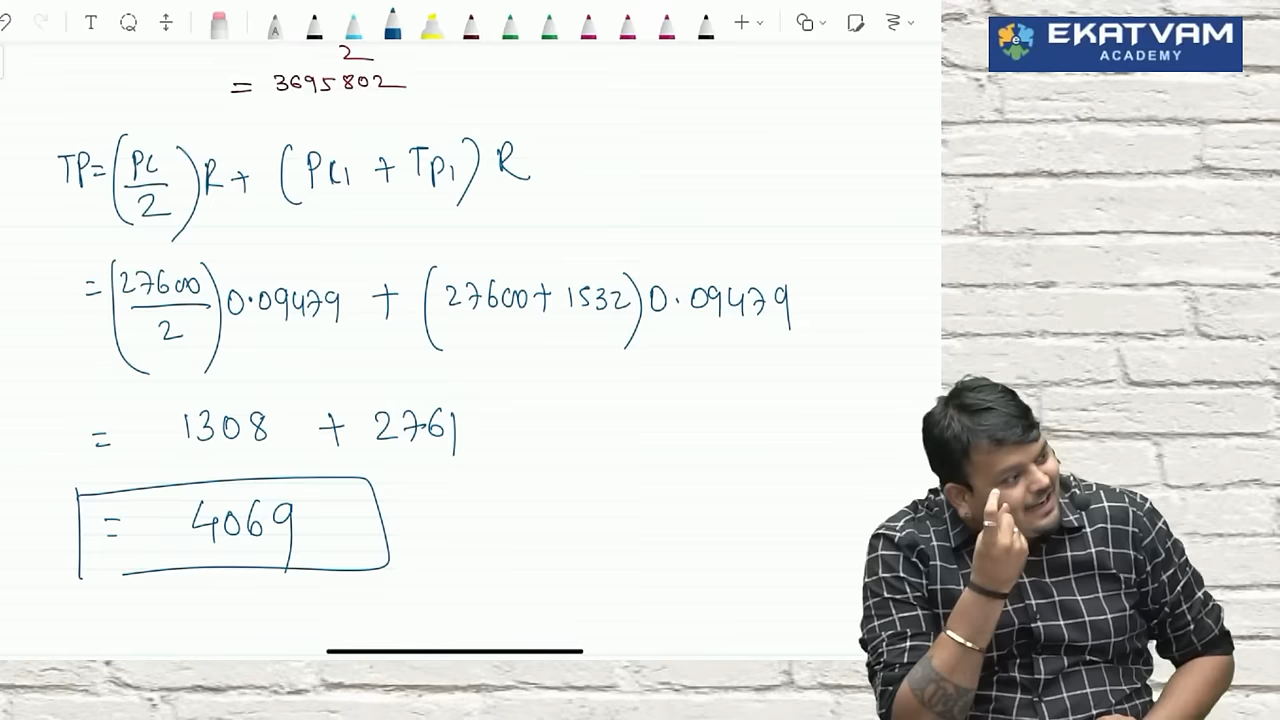 T A
EKATVAM
ACADEMY
2
= 3695802
TP= (PC/2) R + (PC1 + TP1) R
= (27600/2) 0.09479 + (27600 + 1532) 0.09479
= 1308 + 2761
= 4069